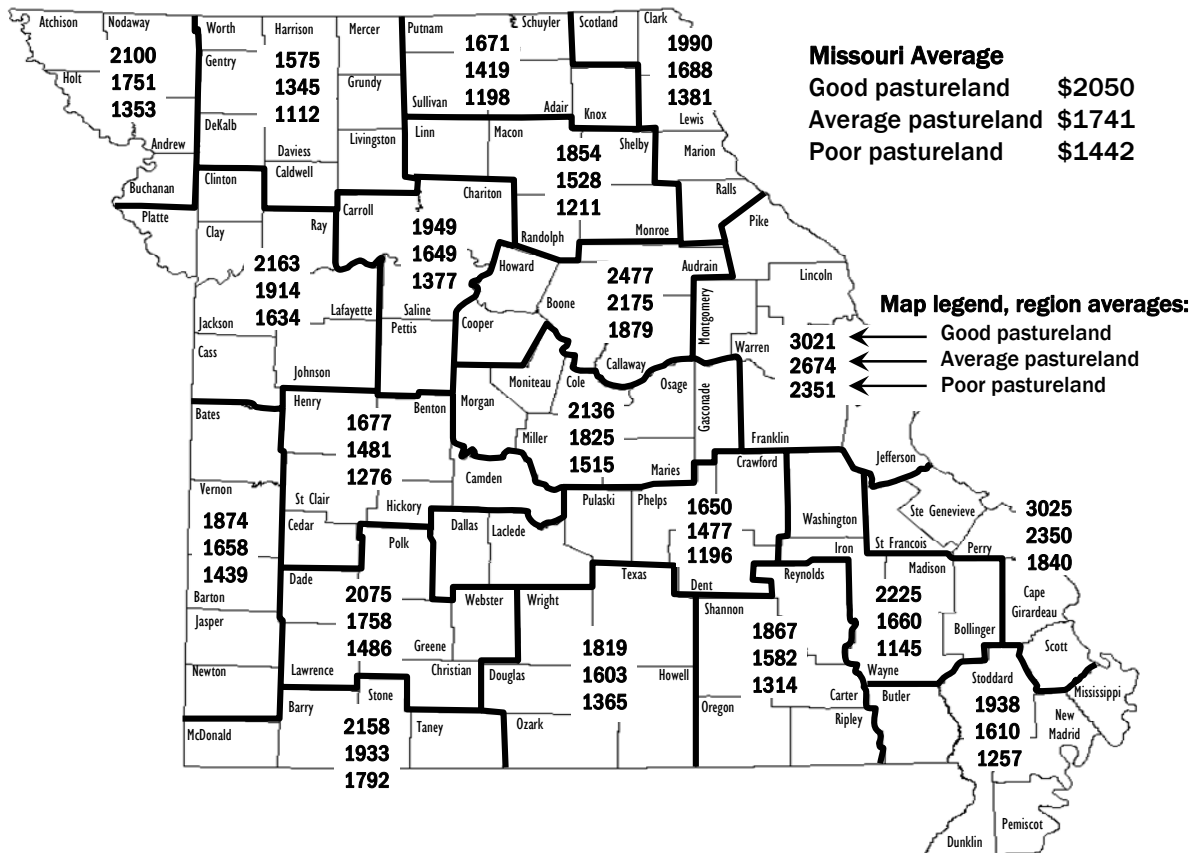 Missouri Average
Good pastureland $2050
Average pastureland $1741
Poor pastureland $1442
Map legend, region averages:
3021 Good pastureland
2674 Average pastureland
2351 Poor pastureland
Atchison
Nodaway
Holt
Andrew
Buchanan
2100
1751
1353
Worth
Harrison
Mercer
Gentry
Grundy
DeKalb
Daviess
Livingston
Caldwell
1575
1345
1112
Putnam
Schuyler
Sullivan
Adair
1671
1419
1198
Scotland
Clark
Knox
Lewis
Marion
Ralls
1990
1688
1381
Linn
Macon
Shelby
Randolph
Monroe
1854
1528
1211
Clinton
Platte
Clay
Ray
Jackson
Lafayette
Cass
Johnson
2163
1914
1634
Carroll
Chariton
Saline
Pettis
1949
1649
1377
Howard
Boone
Audrain
Cooper
Callaway
2477
2175
1879
Pike
Lincoln
Montgomery
Warren
Franklin
Jefferson
Moniteau
Cole
Osage
Gasconade
Morgan
Miller
Maries
2136
1825
1515
Henry
Benton
St Clair
Hickory
Cedar
Camden
1677
1481
1276
Bates
Vernon
Barton
Jasper
Newton
1874
1658
1439
Polk
Dade
Greene
Lawrence
Christian
Webster
2075
1758
1486
Dallas
Laclede
Pulaski
Phelps
Crawford
Dent
1650
1477
1196
Washington
Iron
St Francois
Ste Genevieve
Perry
Cape
Girardeau
Scott
3025
2350
1840
Madison
Bollinger
Wayne
2225
1660
1145
Texas
Wright
Douglas
Howell
Ozark
1819
1603
1365
Shannon
Reynolds
Carter
Oregon
Ripley
1867
1582
1314
McDonald
Barry
Stone
Taney
2158
1933
1792
Butler
Stoddard
Mississippi
New
Madrid
Pemiscot
Dunklin
1938
1610
1257